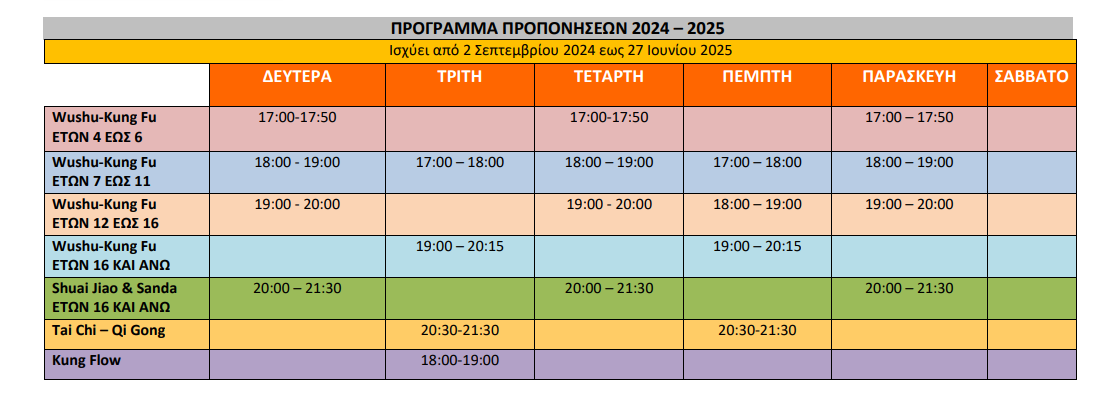 ΠΡΟΓΡΑΜΜΑ ΠΡΟΠΟΝΗΣΕΩΝ 2024 – 2025
Ισχύει από 2 Σεπτεμβρίου 2024 εως 27 Ιουνίου 2025
ΔΕΥΤΕΡΑ ΤΡΙΤΗ ΤΕΤΑΡΤΗ ΠΕΜΠΤΗ ΠΑΡΑΣΚΕΥΗ ΣΑΒΒΑΤΟ
Wushu-Kung Fu 17:00-17:50 17:00-17:50 17:00 – 17:50
ΕΤΩΝ 4 ΕΩΣ 6
Wushu-Kung Fu 18:00 - 19:00 17:00 – 18:00 18:00 – 19:00 17:00 – 18:00 18:00 – 19:00
ΕΤΩΝ 7 ΕΩΣ 11
Wushu-Kung Fu 19:00 - 20:00 19:00 - 20:00 18:00 – 19:00 19:00 – 20:00
ΕΤΩΝ 12 ΕΩΣ 16
Wushu-Kung Fu 19:00 – 20:15 19:00 – 20:15
ΕΤΩΝ 16 ΚΑΙ ΑΝΩ
Shuai Jiao & Sanda 20:00 – 21:30 20:00 – 21:30 20:00 – 21:30
ΕΤΩΝ 16 ΚΑΙ ΑΝΩ
Tai Chi – Qi Gong 20:30-21:30 20:30-21:30
Kung Flow 18:00-19:00